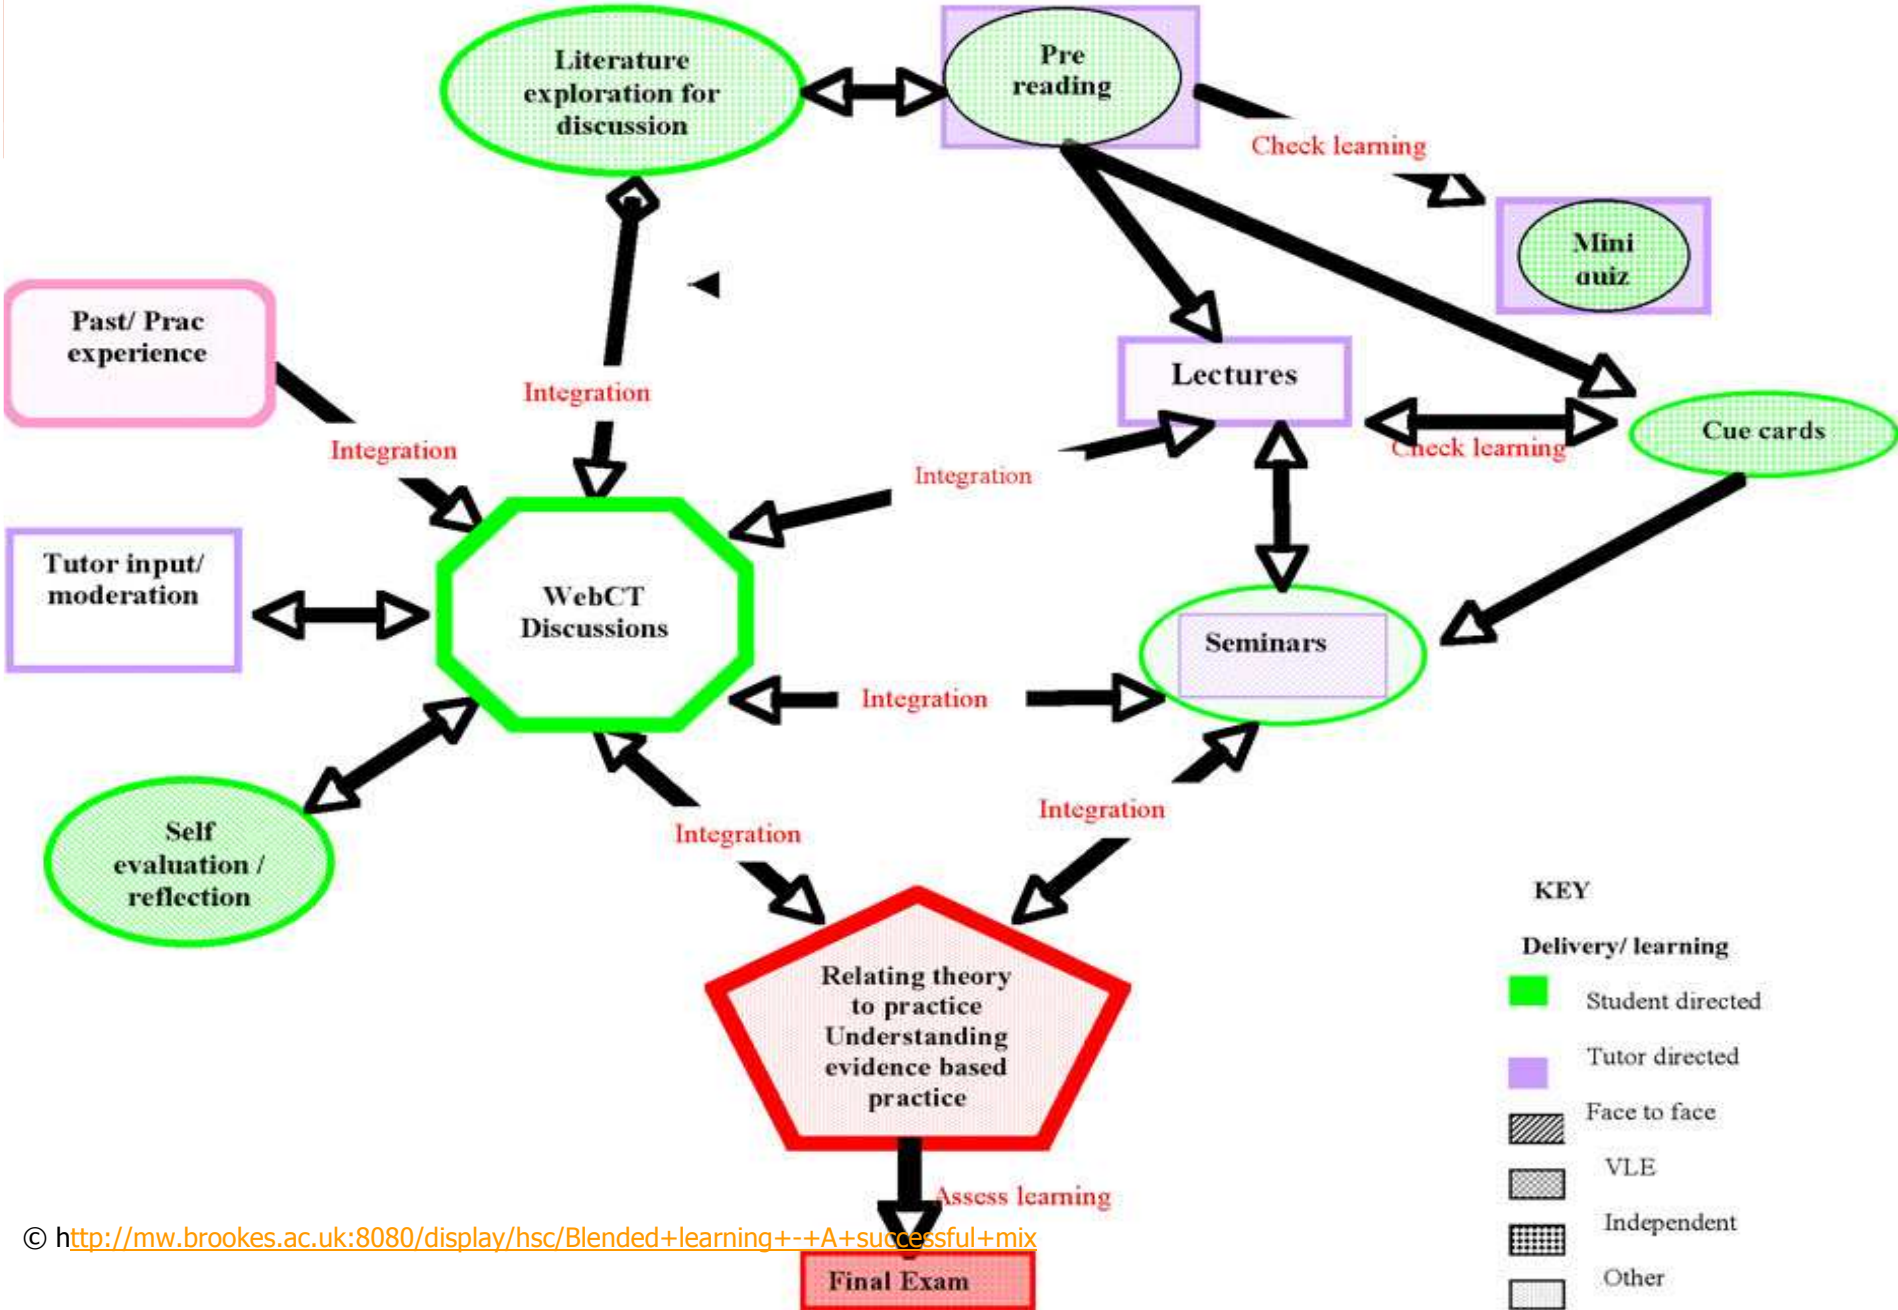 Literature
exploration for
discussion
Pre
reading
Check learning
Mini
quiz
Past/ Prac
experience
Integration
Integration
Lectures
Integration
Check learning
Cue cards
Tutor input/
moderation
WebCT
Discussions
Seminars
Integration
Self
evaluation /
reflection
Integration
Integration
Relating theory
to practice
Understanding
evidence based
practice
Assess learning
Final Exam
KEY
Delivery/ learning
Student directed
Tutor directed
Face to face
VLE
Independent
Other
© http://mw.brookes.ac.uk:8080/display/hsc/Blended+learning+-+A+successful+mix